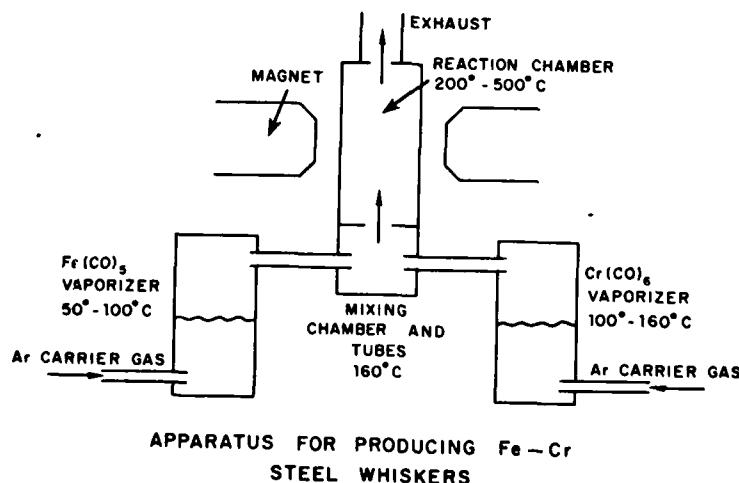 EXHAUST
REACTION CHAMBER
200° - 500°C
MAGNET
Fr(CO)₅
VAPORIZER
50° - 100°C
Cr(CO)₆
VAPORIZER
100° - 160°C
MIXING
CHAMBER AND
TUBES
160°C
Ar CARRIER GAS
Ar CARRIER GAS
APPARATUS FOR PRODUCING Fe – Cr
STEEL WHISKERS